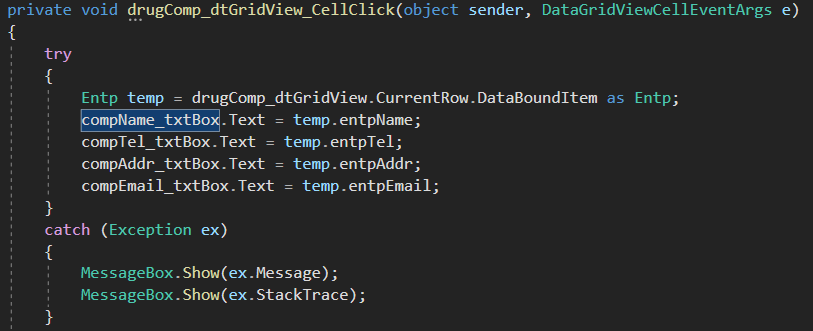 private void drugComp_dtGridView_CellClick(object sender, DataGridViewCellEventArgs e)
{
try
{
Entp temp = drugComp_dtGridView.CurrentRow.DataBoundItem as Entp;
compName_txtBox.Text = temp.entpName;
compTel_txtBox.Text = temp.entpTel;
compAddr_txtBox.Text = temp.entpAddr;
compEmail_txtBox.Text = temp.entpEmail;
}
catch (Exception ex)
{
MessageBox.Show(ex.Message);
MessageBox.Show(ex.StackTrace);
}